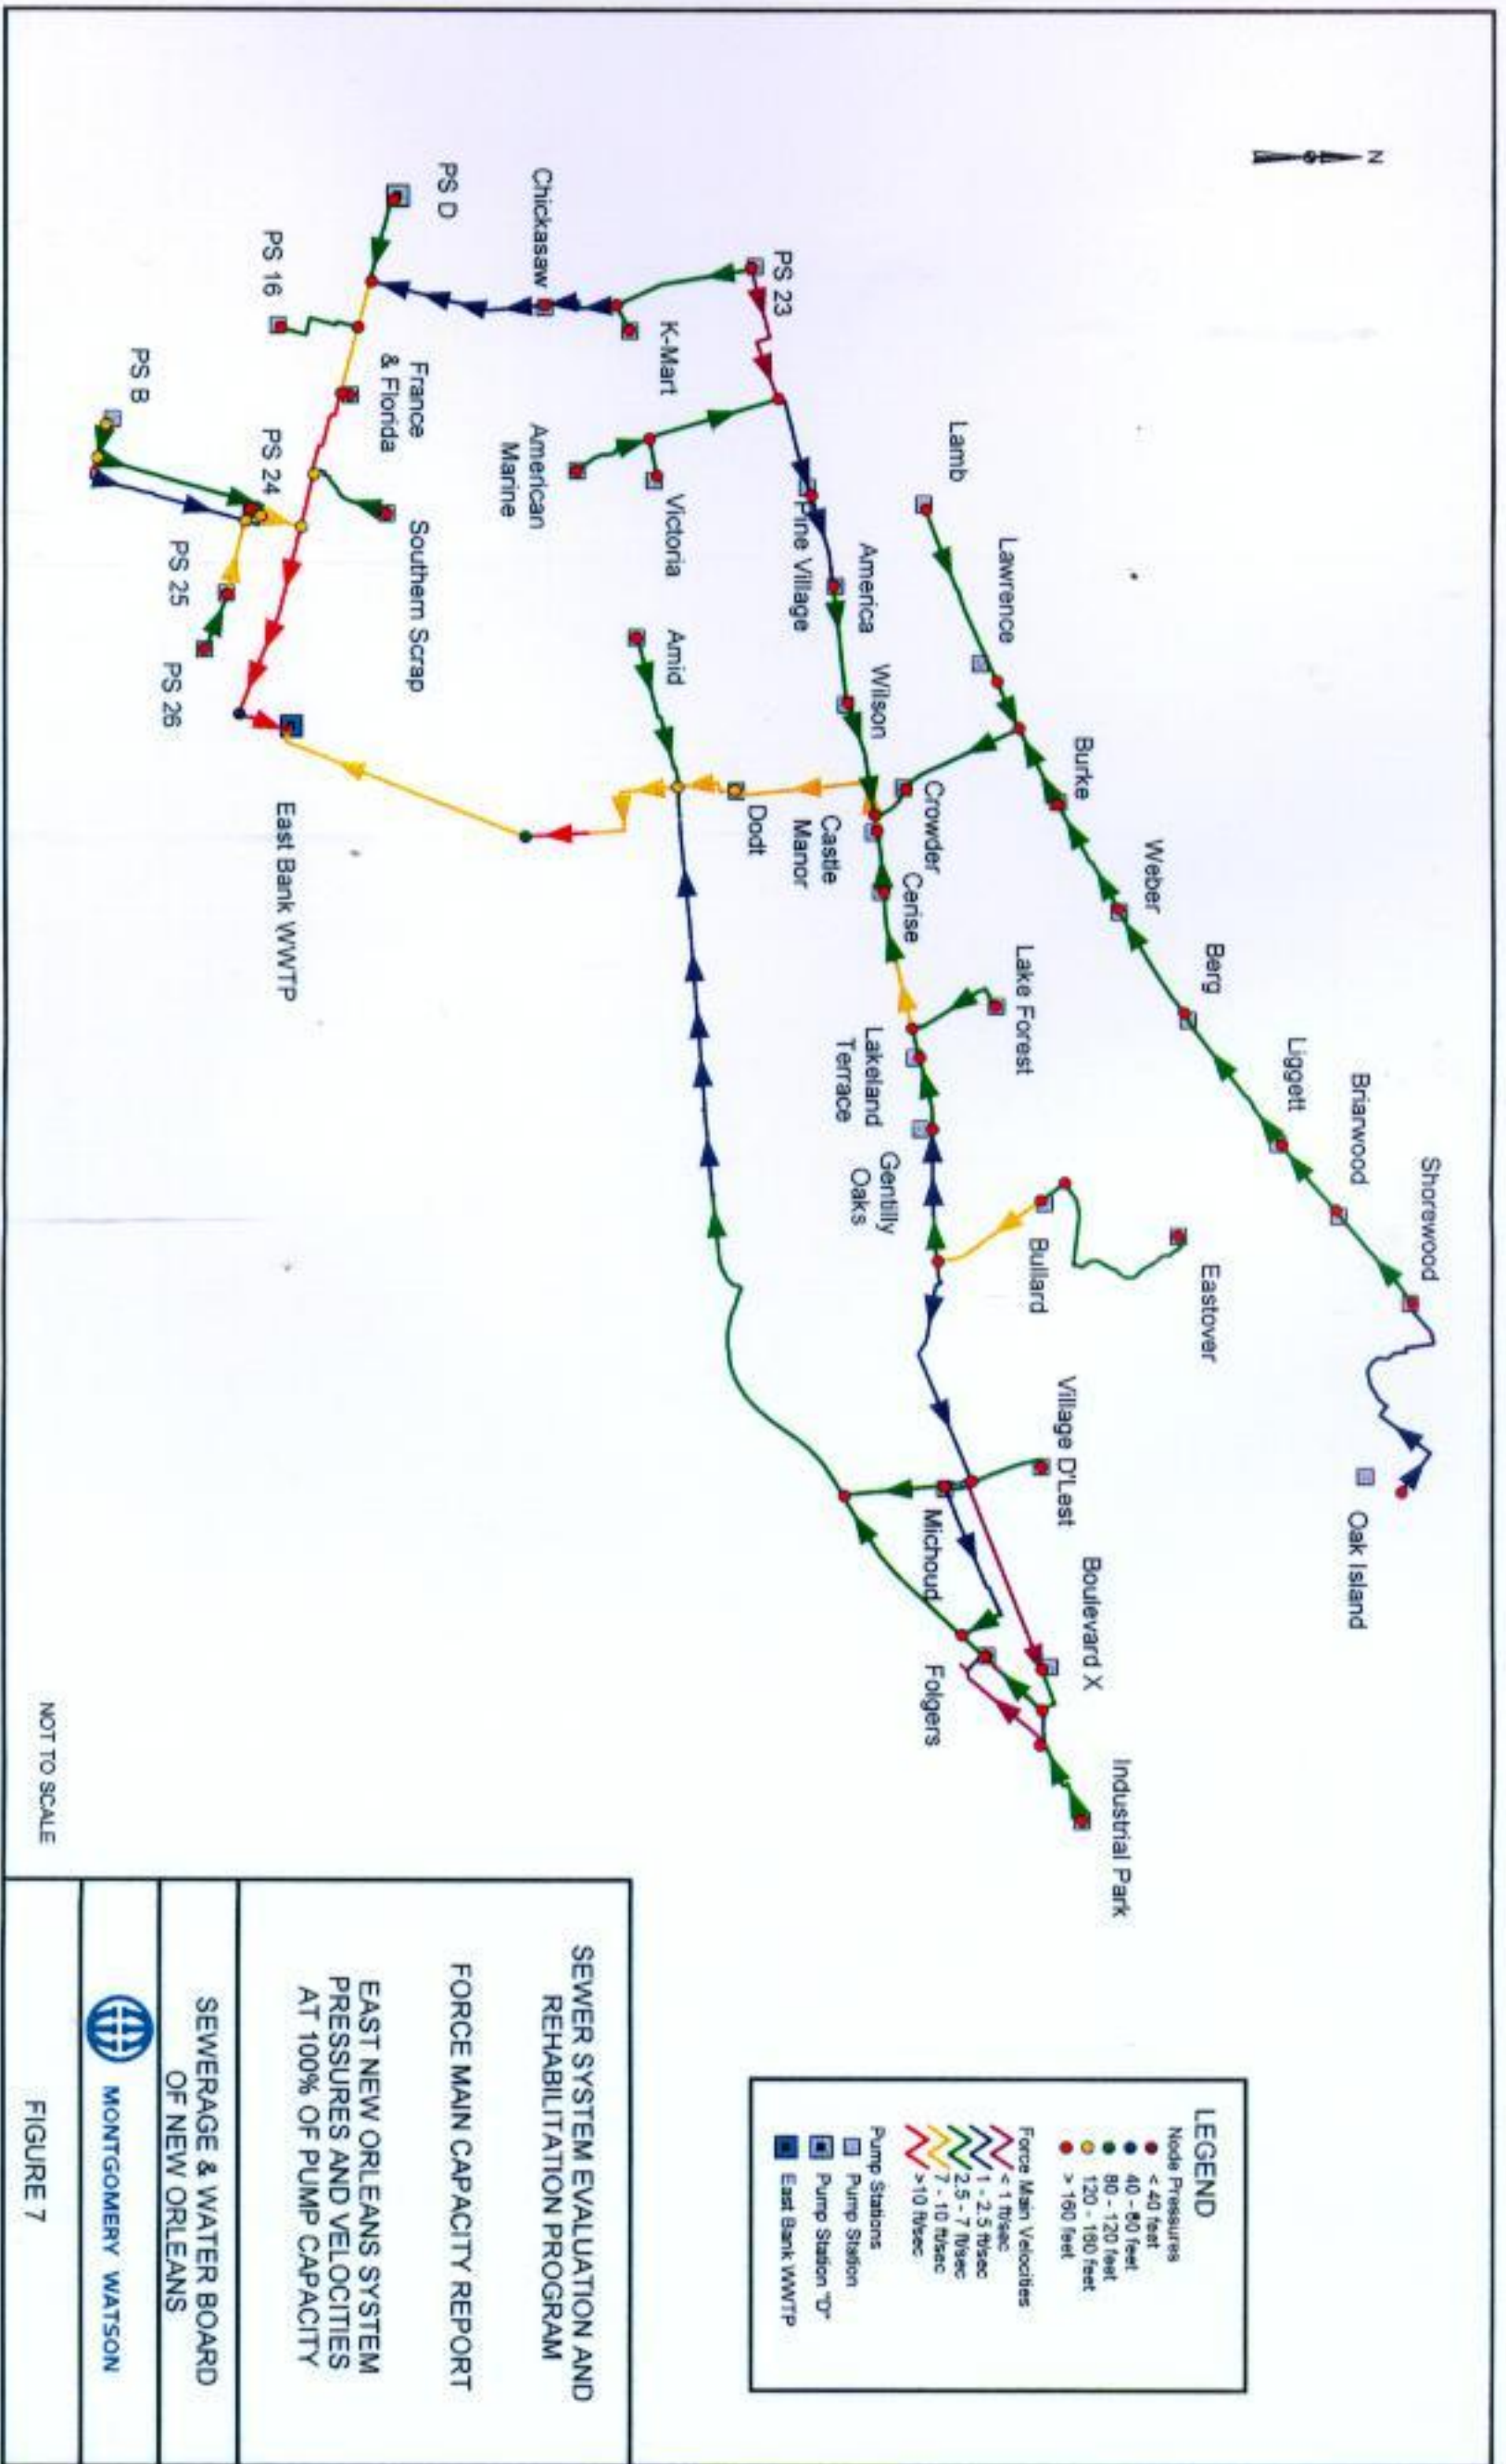 N
Shorewood
Oak Island
Briarwood
Liggett
Berg
Eastover
Weber
Burke
Lawrence
Lamb
Industrial Park
Boulevard X
Village D'Lest
Bullard
Lake Forest
Crowder
Cerise
Michoud
Folgers
Gentilly
Oaks
Lakeland
Terrace
Castle
Manor
Wilson
America
Pine Village
PS 23
Dodt
K-Mart
Victoria
Amid
Chickasaw
American
Marine
PS D
France
& Florida
Southern Scrap
PS 16
PS 24
East Bank WWTP
PS B
PS 25
PS 26
LEGEND
Node Pressures
< 40 feet
40 - 80 feet
80 - 120 feet
120 - 160 feet
> 160 feet
Force Main Velocities
< 1 ft/sec
1 - 2.5 ft/sec
2.5 - 7 ft/sec
7 - 10 ft/sec
>10 ft/sec
Pump Stations
Pump Station
Pump Station "D"
East Bank WWTP
SEWER SYSTEM EVALUATION AND
REHABILITATION PROGRAM
FORCE MAIN CAPACITY REPORT
EAST NEW ORLEANS SYSTEM
PRESSURES AND VELOCITIES
AT 100% OF PUMP CAPACITY
SEWERAGE & WATER BOARD
OF NEW ORLEANS
MONTGOMERY WATSON
NOT TO SCALE
FIGURE 7